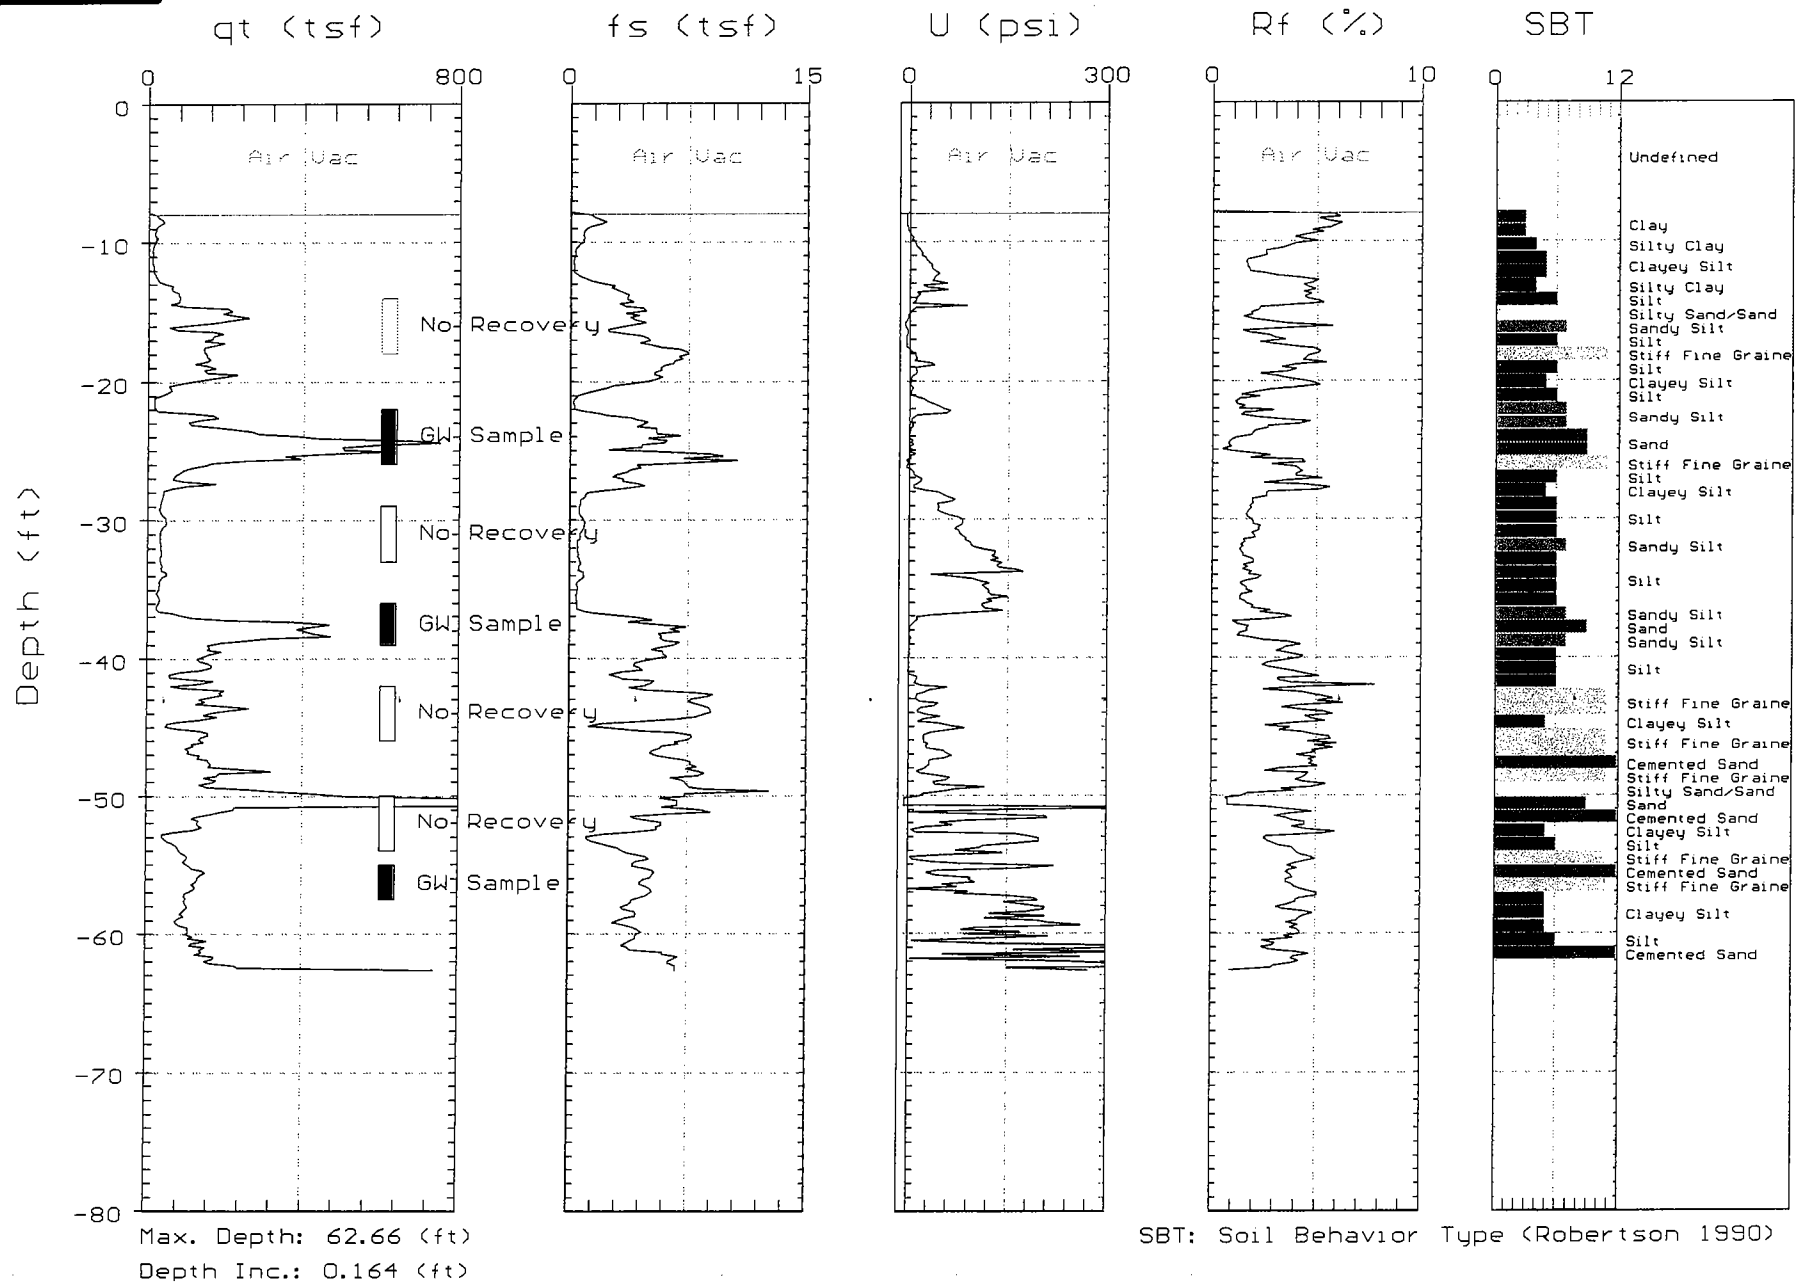 qt (tsf) fs (tsf) U (psi) Rf (%) SBT
0 800 0 15 0 300 0 10 0 12
0
Air Vac Air Vac Air Vac Air Vac Undefined
Clay
-10 Silty Clay
Clayey Silt
Silty Clay
Silt
Silty Sand/Sand
No Recovery Sandy Silt
Silt
Stiff Fine Graine
Silt
-20 Clayey Silt
Silt
Sandy Silt
GW Sample Sand
Stiff Fine Graine
Silt
Clayey Silt
-30 Silt
No Recovery Sandy Silt
Silt
Sandy Silt
GW Sample Sand
Sandy Silt
-40 Silt
Stiff Fine Graine
No Recovery Clayey Silt
Stiff Fine Graine
Cemented Sand
Stiff Fine Graine
Silty Sand/Sand
-50 Sand
No Recovery Cemented Sand
Clayey Silt
Silt
Stiff Fine Graine
Cemented Sand
GW Sample Stiff Fine Graine
Clayey Silt
-60 Silt
Cemented Sand
-70
-80
Depth (ft)
Max. Depth: 62.66 (ft) SBT: Soil Behavior Type (Robertson 1990)
Depth Inc.: 0.164 (ft)